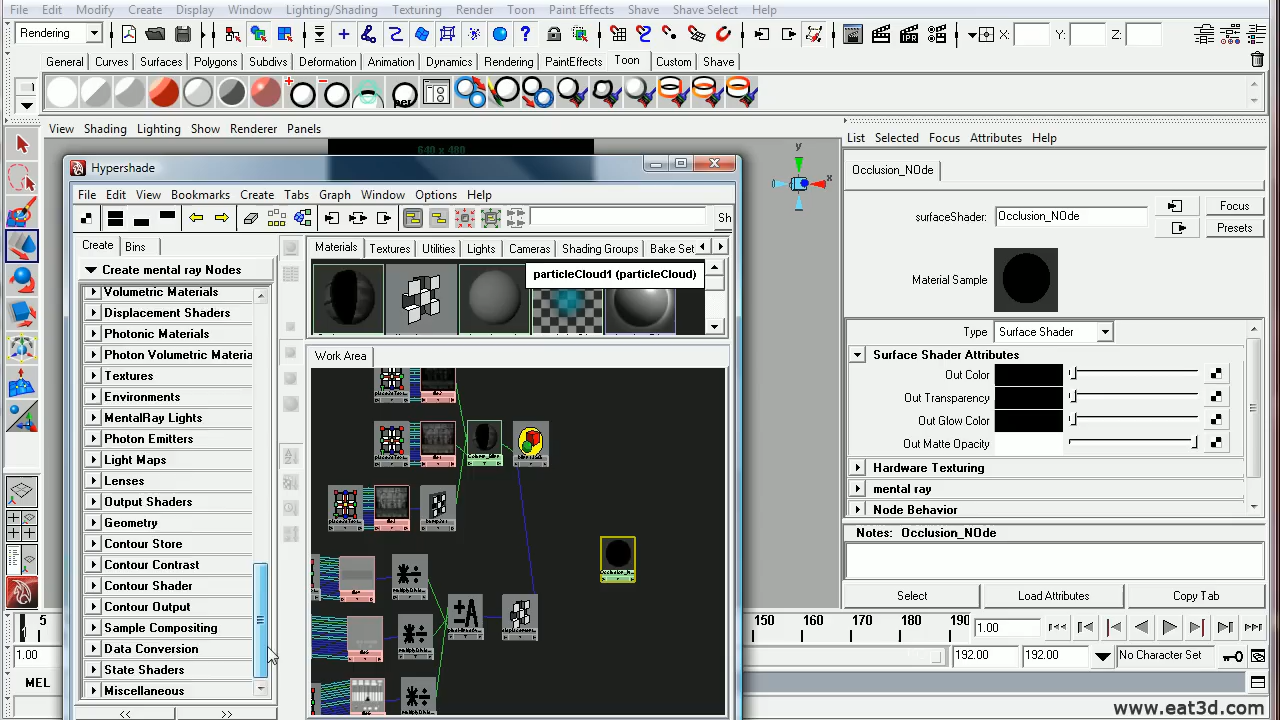 File Edit Modify Create Display Window Lighting/Shading Texturing Render Toon Paint Effects Shave Shave Select Help
Rendering X: Y: Z:
General Curves Surfaces Polygons Subdivs Deformation Animation Dynamics Rendering PaintEffects Toon Custom Shave
per
View Shading Lighting Show Renderer Panels
List Selected Focus Attributes Help
640 x 480
y
x
Hypershade
Occlusion_NOde
File Edit View Bookmarks Create Tabs Graph Window Options Help
surfaceShader: Occlusion_NOde Focus
Presets
Sh
Create Bins
Materials Textures Utilities Lights Cameras Shading Groups Bake Set
Create mental ray Nodes
particleCloud1 (particleCloud)
Material Sample
Volumetric Materials
Displacement Shaders
Photonic Materials
Photon Volumetric Materia
Textures
Environments
MentalRay Lights
Photon Emitters
Light Maps
Lenses
Output Shaders
Geometry
Contour Store
Contour Contrast
Contour Shader
Contour Output
Sample Compositing
Data Conversion
State Shaders
Miscellaneous
<< >>
Work Area
Type Surface Shader
Surface Shader Attributes
Out Color
Out Transparency
Out Glow Color
Out Matte Opacity
Hardware Texturing
mental ray
Node Behavior
Notes: Occlusion_NOde
Select Load Attributes Copy Tab
5 150 160 170 180 190 1.00
1.00 192.00 192.00 No Character Set
MEL
www.eat3d.com